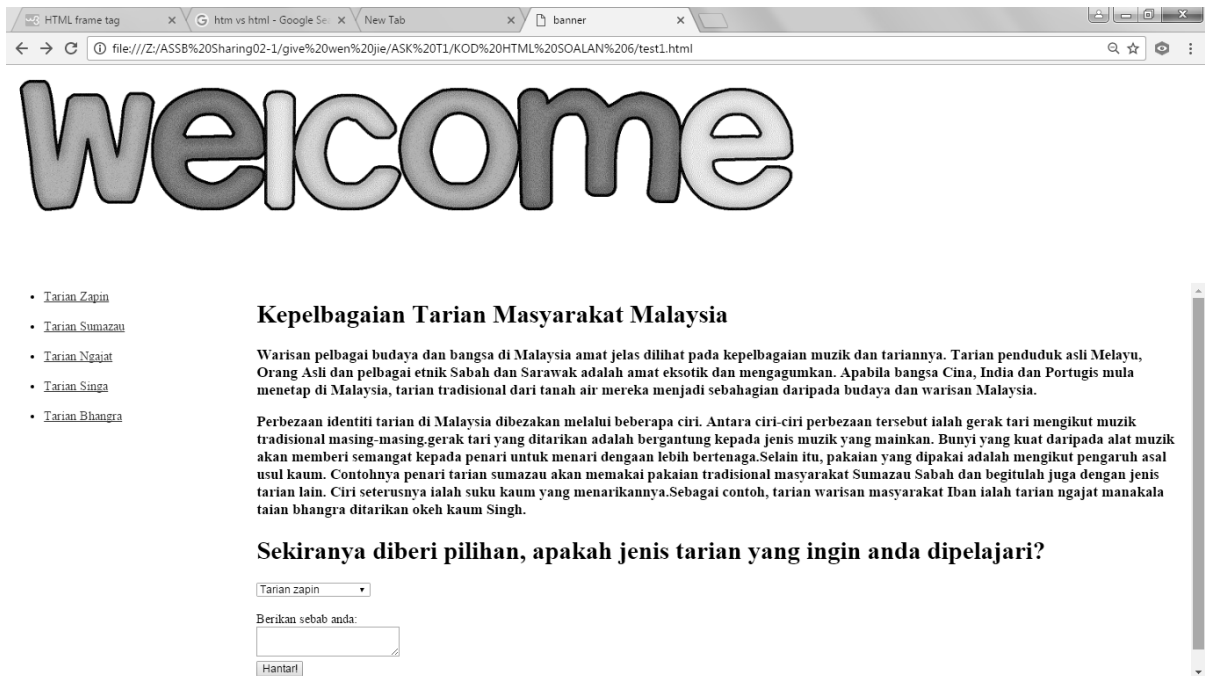 HTML frame tag
htm vs html - Google Se
New Tab
banner
file:///Z:/ASSB%20Sharing02-1/give%20wen%20jie/ASK%20T1/KOD%20HTML%20SOALAN%206/test1.html
welcome
Tarian Zapin
Tarian Sumazau
Tarian Ngajat
Tarian Singa
Tarian Bhangra
Kepelbagaian Tarian Masyarakat Malaysia
Warisan pelbagai budaya dan bangsa di Malaysia amat jelas dilihat pada kepelbagaian muzik dan tariannya. Tarian penduduk asli Melayu,
Orang Asli dan pelbagai etnik Sabah dan Sarawak adalah amat eksotik dan mengagumkan. Apabila bangsa Cina, India dan Portugis mula
menetap di Malaysia, tarian tradisional dari tanah air mereka menjadi sebahagian daripada budaya dan warisan Malaysia.
Perbezaan identiti tarian di Malaysia dibezakan melalui beberapa ciri. Antara ciri-ciri perbezaan tersebut ialah gerak tari mengikut muzik
tradisional masing-masing.gerak tari yang ditarikan adalah bergantung kepada jenis muzik yang mainkan. Bunyi yang kuat daripada alat muzik
akan memberi semangat kepada penari untuk menari dengaan lebih bertenaga.Selain itu, pakaian yang dipakai adalah mengikut pengaruh asal
usul kaum. Contohnya penari tarian sumazau akan memakai pakaian tradisional masyarakat Sumazau Sabah dan begitulah juga dengan jenis
tarian lain. Ciri seterusnya ialah suku kaum yang menarikannya.Sebagai contoh, tarian warisan masyarakat Iban ialah tarian ngajat manakala
taian bhangra ditarikan okeh kaum Singh.
Sekiranya diberi pilihan, apakah jenis tarian yang ingin anda dipelajari?
Tarian zapin
Berikan sebab anda:
Hantar!